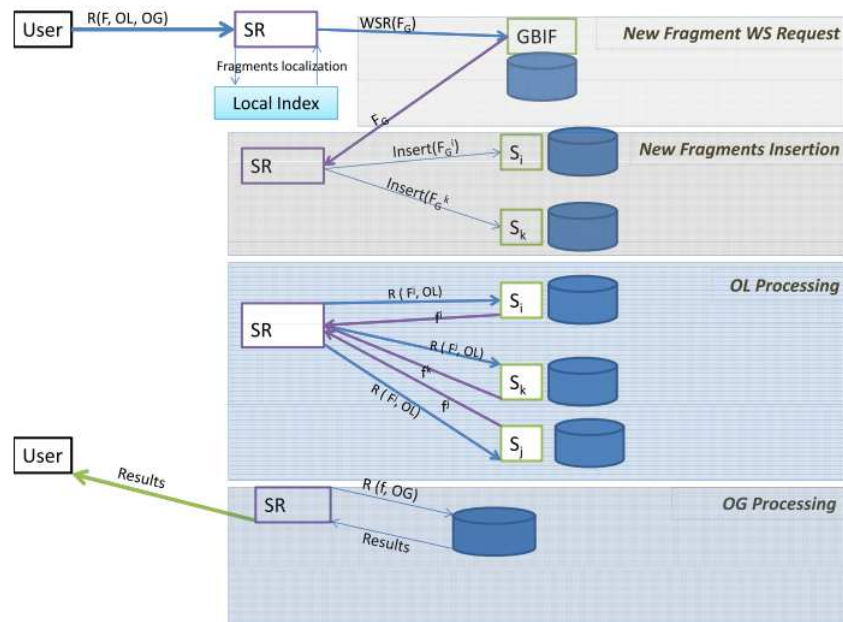 User
R(F, OL, OG)
SR
WSR(F_G)
GBIF
New Fragment WS Request
Fragments localization
Local Index
F_G
New Fragments Insertion
SR
Insert(F_G^i)
S_i
Insert(F_G^k
S_k
OL Processing
R ( F^i, OL)
S_i
f^i
SR
R ( F^j, OL)
f^k
S_k
R ( F^j, OL)
f^j
S_j
User
Results
SR
R (f, OG)
OG Processing
Results